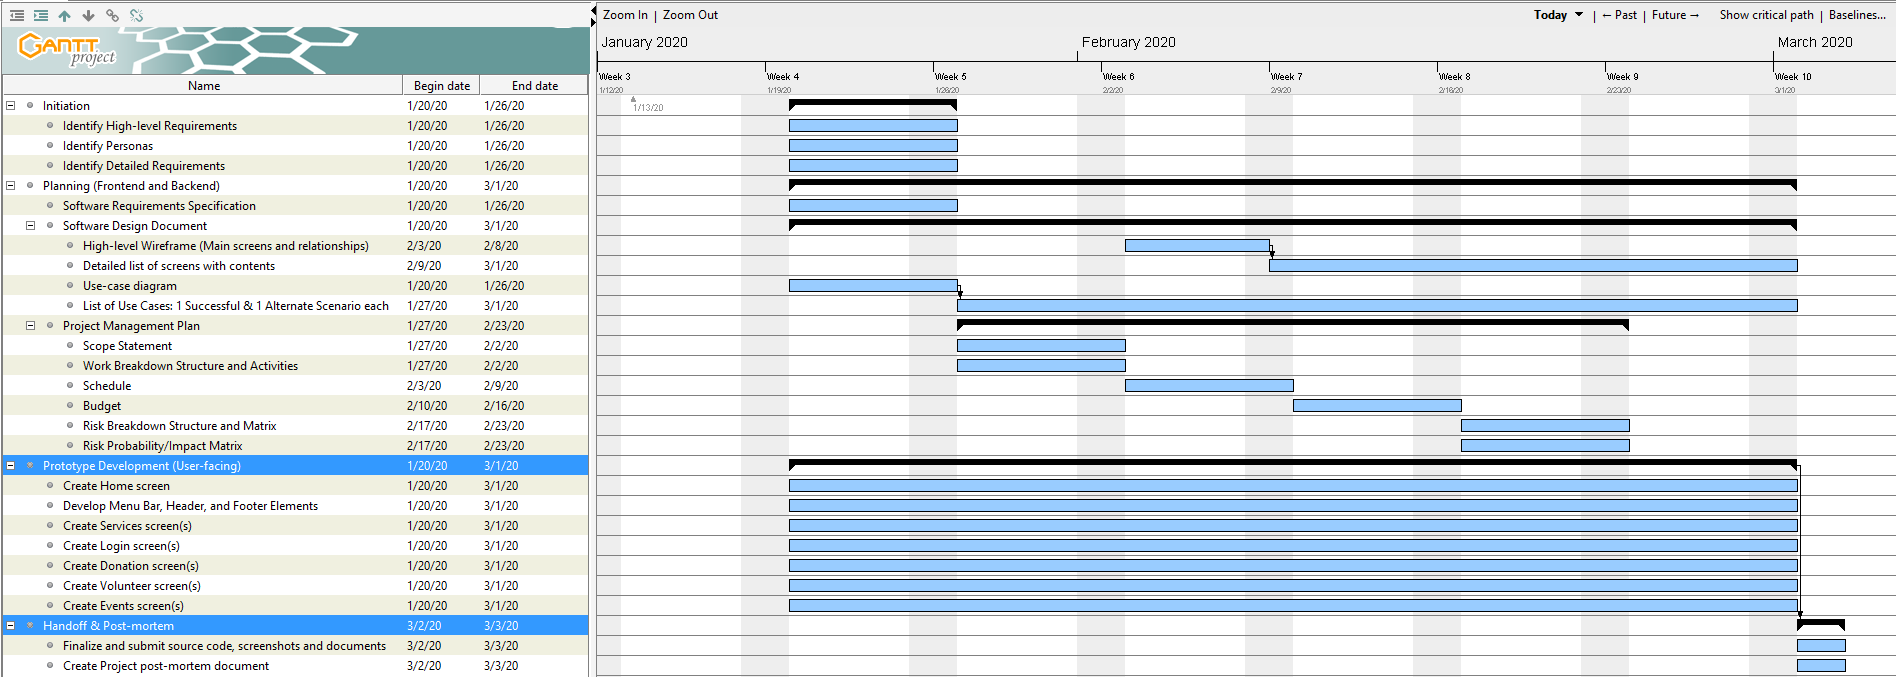 Zoom In | Zoom Out
Today | ←Past | Future→ Show critical path | Baselines...
GANTT
project
January 2020 February 2020 March 2020
Week 3 Week 4 Week 5 Week 6 Week 7 Week 8 Week 9 Week 10
1/12/20 1/19/20 1/26/20 2/2/20 2/9/20 2/16/20 2/23/20 3/1/20
1/13/20
Name Begin date End date
Initiation 1/20/20 1/26/20
Identify High-level Requirements 1/20/20 1/26/20
Identify Personas 1/20/20 1/26/20
Identify Detailed Requirements 1/20/20 1/26/20
Planning (Frontend and Backend) 1/20/20 3/1/20
Software Requirements Specification 1/20/20 1/26/20
Software Design Document 1/20/20 3/1/20
High-level Wireframe (Main screens and relationships) 2/3/20 2/8/20
Detailed list of screens with contents 2/9/20 3/1/20
Use-case diagram 1/20/20 1/26/20
List of Use Cases: 1 Successful & 1 Alternate Scenario each 1/27/20 3/1/20
Project Management Plan 1/27/20 2/23/20
Scope Statement 1/27/20 2/2/20
Work Breakdown Structure and Activities 1/27/20 2/2/20
Schedule 2/3/20 2/9/20
Budget 2/10/20 2/16/20
Risk Breakdown Structure and Matrix 2/17/20 2/23/20
Risk Probability/Impact Matrix 2/17/20 2/23/20
Prototype Development (User-facing) 1/20/20 3/1/20
Create Home screen 1/20/20 3/1/20
Develop Menu Bar, Header, and Footer Elements 1/20/20 3/1/20
Create Services screen(s) 1/20/20 3/1/20
Create Login screen(s) 1/20/20 3/1/20
Create Donation screen(s) 1/20/20 3/1/20
Create Volunteer screen(s) 1/20/20 3/1/20
Create Events screen(s) 1/20/20 3/1/20
Handoff & Post-mortem 3/2/20 3/3/20
Finalize and submit source code, screenshots and documents 3/2/20 3/3/20
Create Project post-mortem document 3/2/20 3/3/20